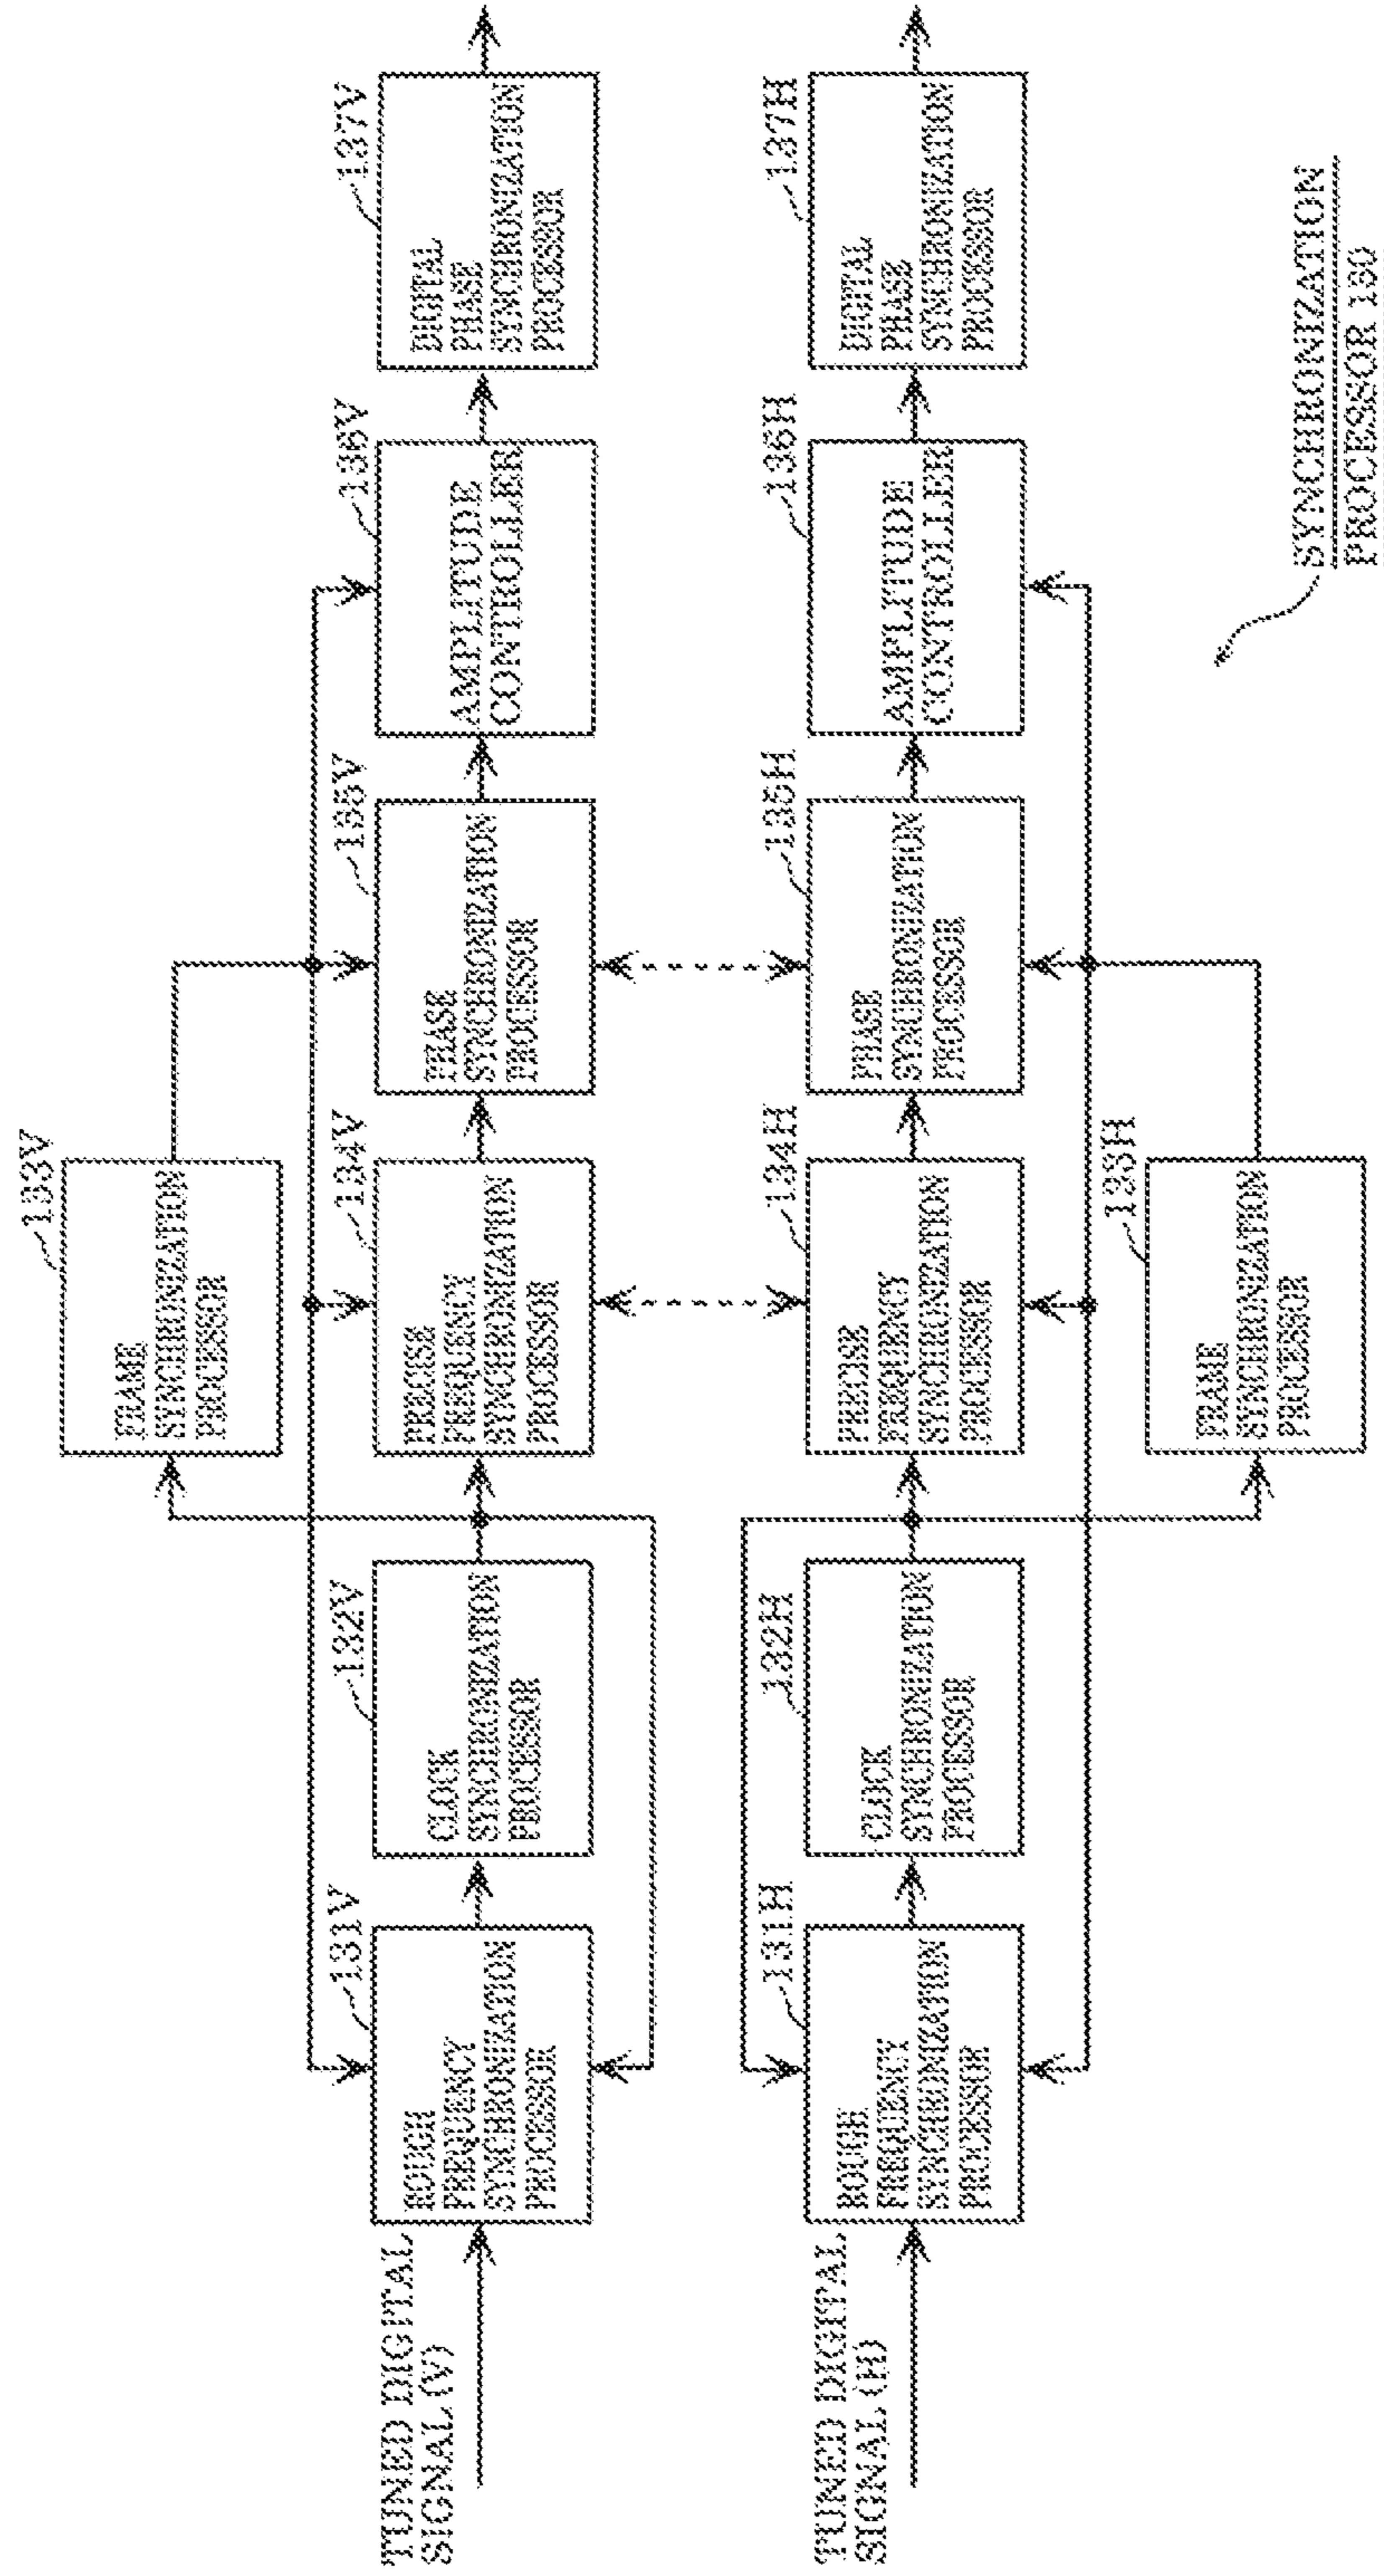 133V
FRAME
SYNCHRONIZATION
PROCESSOR
TUNED DIGITAL
SIGNAL (V)
131V
ROUGH
FREQUENCY
SYNCHRONIZATION
PROCESSOR
132V
CLOCK
SYNCHRONIZATION
PROCESSOR
134V
PRECISE
FREQUENCY
SYNCHRONIZATION
PROCESSOR
135V
PHASE
SYNCHRONIZATION
PROCESSOR
136V
AMPLITUDE
CONTROLLER
137V
DIGITAL
PHASE
SYNCHRONIZATION
PROCESSOR
TUNED DIGITAL
SIGNAL (H)
131H
ROUGH
FREQUENCY
SYNCHRONIZATION
PROCESSOR
132H
CLOCK
SYNCHRONIZATION
PROCESSOR
134H
PRECISE
FREQUENCY
SYNCHRONIZATION
PROCESSOR
135H
PHASE
SYNCHRONIZATION
PROCESSOR
136H
AMPLITUDE
CONTROLLER
137H
DIGITAL
PHASE
SYNCHRONIZATION
PROCESSOR
133H
FRAME
SYNCHRONIZATION
PROCESSOR
SYNCHRONIZATION
PROCESSOR 130